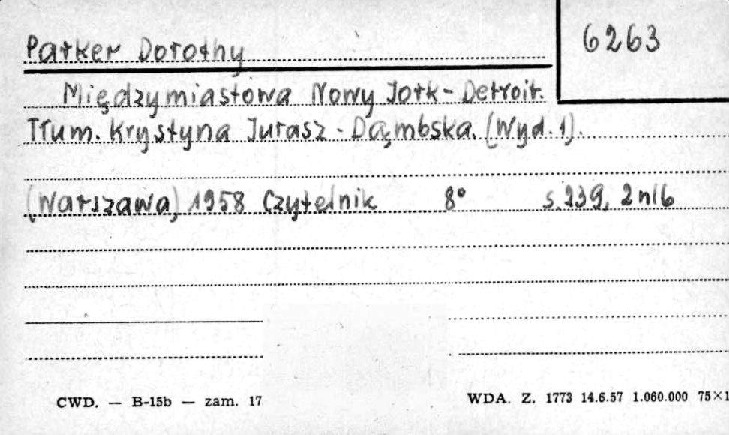 Parker Dorothy
6263
Międzymiastowa Nowy Jork-Detroit.
Tłum. Krystyna Jurasz-Dąmbska. (Wyd. 1).
(Warszawa) 1958 Czytelnik 8° s. 239, 2 nlb
CWD. — B-15b — zam. 17
WDA. Z. 1773 14.6.57 1.060.000 75×1